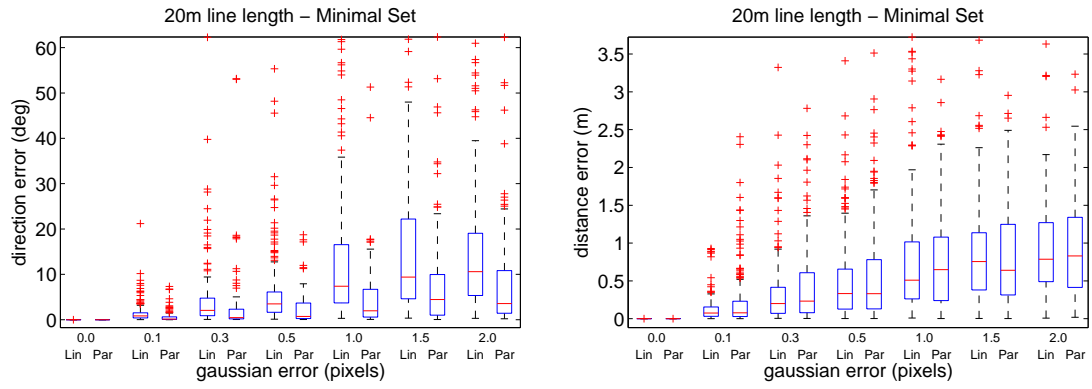 20m line length − Minimal Set
60
50
40
30
20
10
0
direction error (deg)
0.0 0.1 0.3 0.5 1.0 1.5 2.0
Lin Par Lin Par Lin Par Lin Par Lin Par Lin Par Lin Par
gaussian error (pixels)
20m line length − Minimal Set
3.5
3
2.5
2
1.5
1
0.5
0
distance error (m)
0.0 0.1 0.3 0.5 1.0 1.5 2.0
Lin Par Lin Par Lin Par Lin Par Lin Par Lin Par Lin Par
gaussian error (pixels)